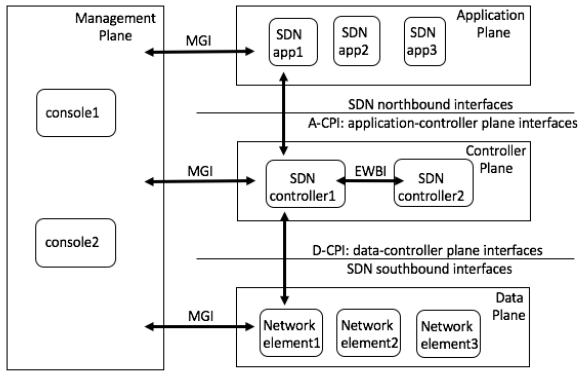 Management
Plane
console1
console2
MGI
MGI
MGI
Application
Plane
SDN
app1
SDN
app2
SDN
app3
SDN northbound interfaces
A-CPI: application-controller plane interfaces
Controller
Plane
SDN
controller1
EWBI
SDN
controller2
D-CPI: data-controller plane interfaces
SDN southbound interfaces
Data
Plane
Network
element1
Network
element2
Network
element3